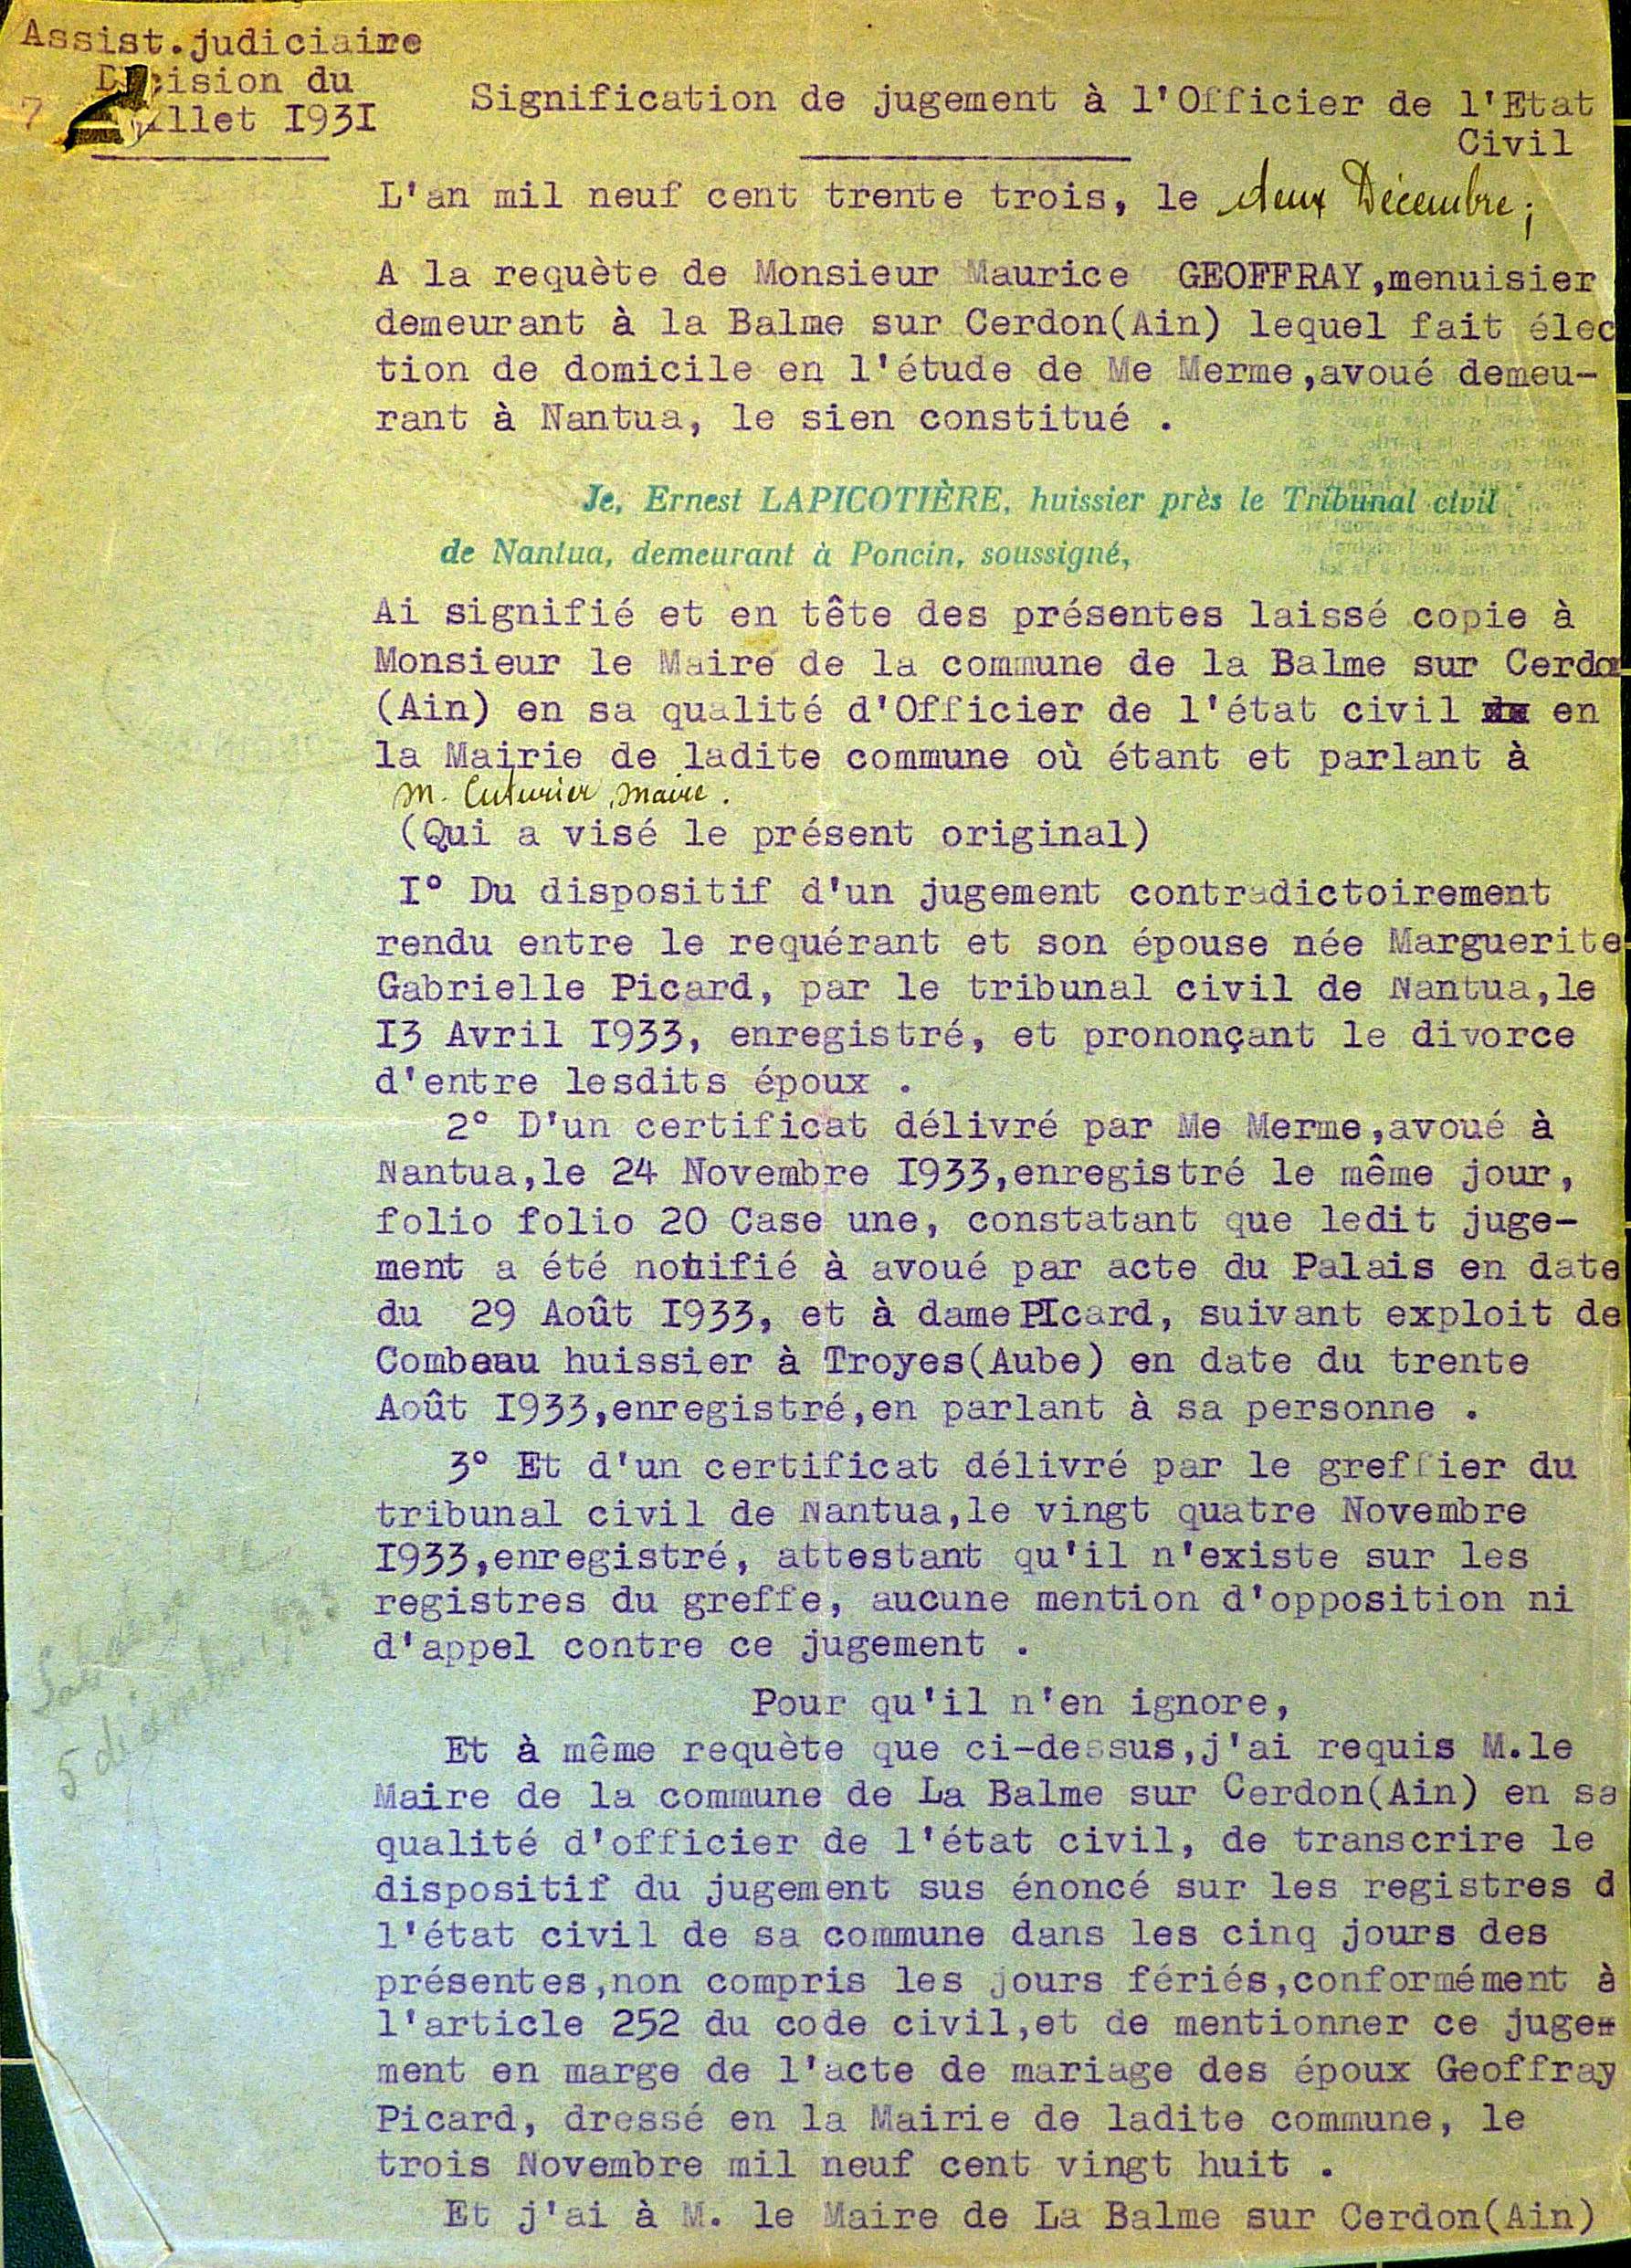 Assist.judiciaire
Décision du
7 Juillet 1931
Signification de jugement à l'Officier de l'Etat
Civil
L'an mil neuf cent trente trois, le deux Décembre;
A la requète de Monsieur Maurice GEOFFRAY,menuisier
demeurant à la Balme sur Cerdon(Ain) lequel fait élec
tion de domicile en l'étude de Me Merme,avoué demeu-
rant à Nantua, le sien constitué .
Je, Ernest LAPICOTIÈRE, huissier près le Tribunal civil
de Nantua, demeurant à Poncin, soussigné,
Ai signifié et en tête des présentes laissé copie à
Monsieur le Maire de la commune de la Balme sur Cerdon
(Ain) en sa qualité d'Officier de l'état civil en
la Mairie de ladite commune où étant et parlant à
M. Cuturier, maire.
(Qui a visé le présent original)
I° Du dispositif d'un jugement contradictoirement
rendu entre le requérant et son épouse née Marguerite
Gabrielle Picard, par le tribunal civil de Nantua,le
I3 Avril I933, enregistré, et prononçant le divorce
d'entre lesdits époux .
2° D'un certificat délivré par Me Merme,avoué à
Nantua,le 24 Novembre I933,enregistré le même jour,
folio folio 20 Case une, constatant que ledit juge-
ment a été notifié à avoué par acte du Palais en date
du 29 Août I933, et à dame PIcard, suivant exploit de
Combeau huissier à Troyes(Aube) en date du trente
Août I933,enregistré,en parlant à sa personne .
3° Et d'un certificat délivré par le greffier du
tribunal civil de Nantua,le vingt quatre Novembre
I933,enregistré, attestant qu'il n'existe sur les
registres du greffe, aucune mention d'opposition ni
d'appel contre ce jugement .
5 décembre 1933
Pour qu'il n'en ignore,
Et à même requète que ci-dessus,j'ai requis M.le
Maire de la commune de La Balme sur Cerdon(Ain) en sa
qualité d'officier de l'état civil, de transcrire le
dispositif du jugement sus énoncé sur les registres d
l'état civil de sa commune dans les cinq jours des
présentes,non compris les jours fériés,conformément à
l'article 252 du code civil,et de mentionner ce juge-
ment en marge de l'acte de mariage des époux Geoffray
Picard, dressé en la Mairie de ladite commune, le
trois Novembre mil neuf cent vingt huit .
Et j'ai à M. le Maire de La Balme sur Cerdon(Ain)